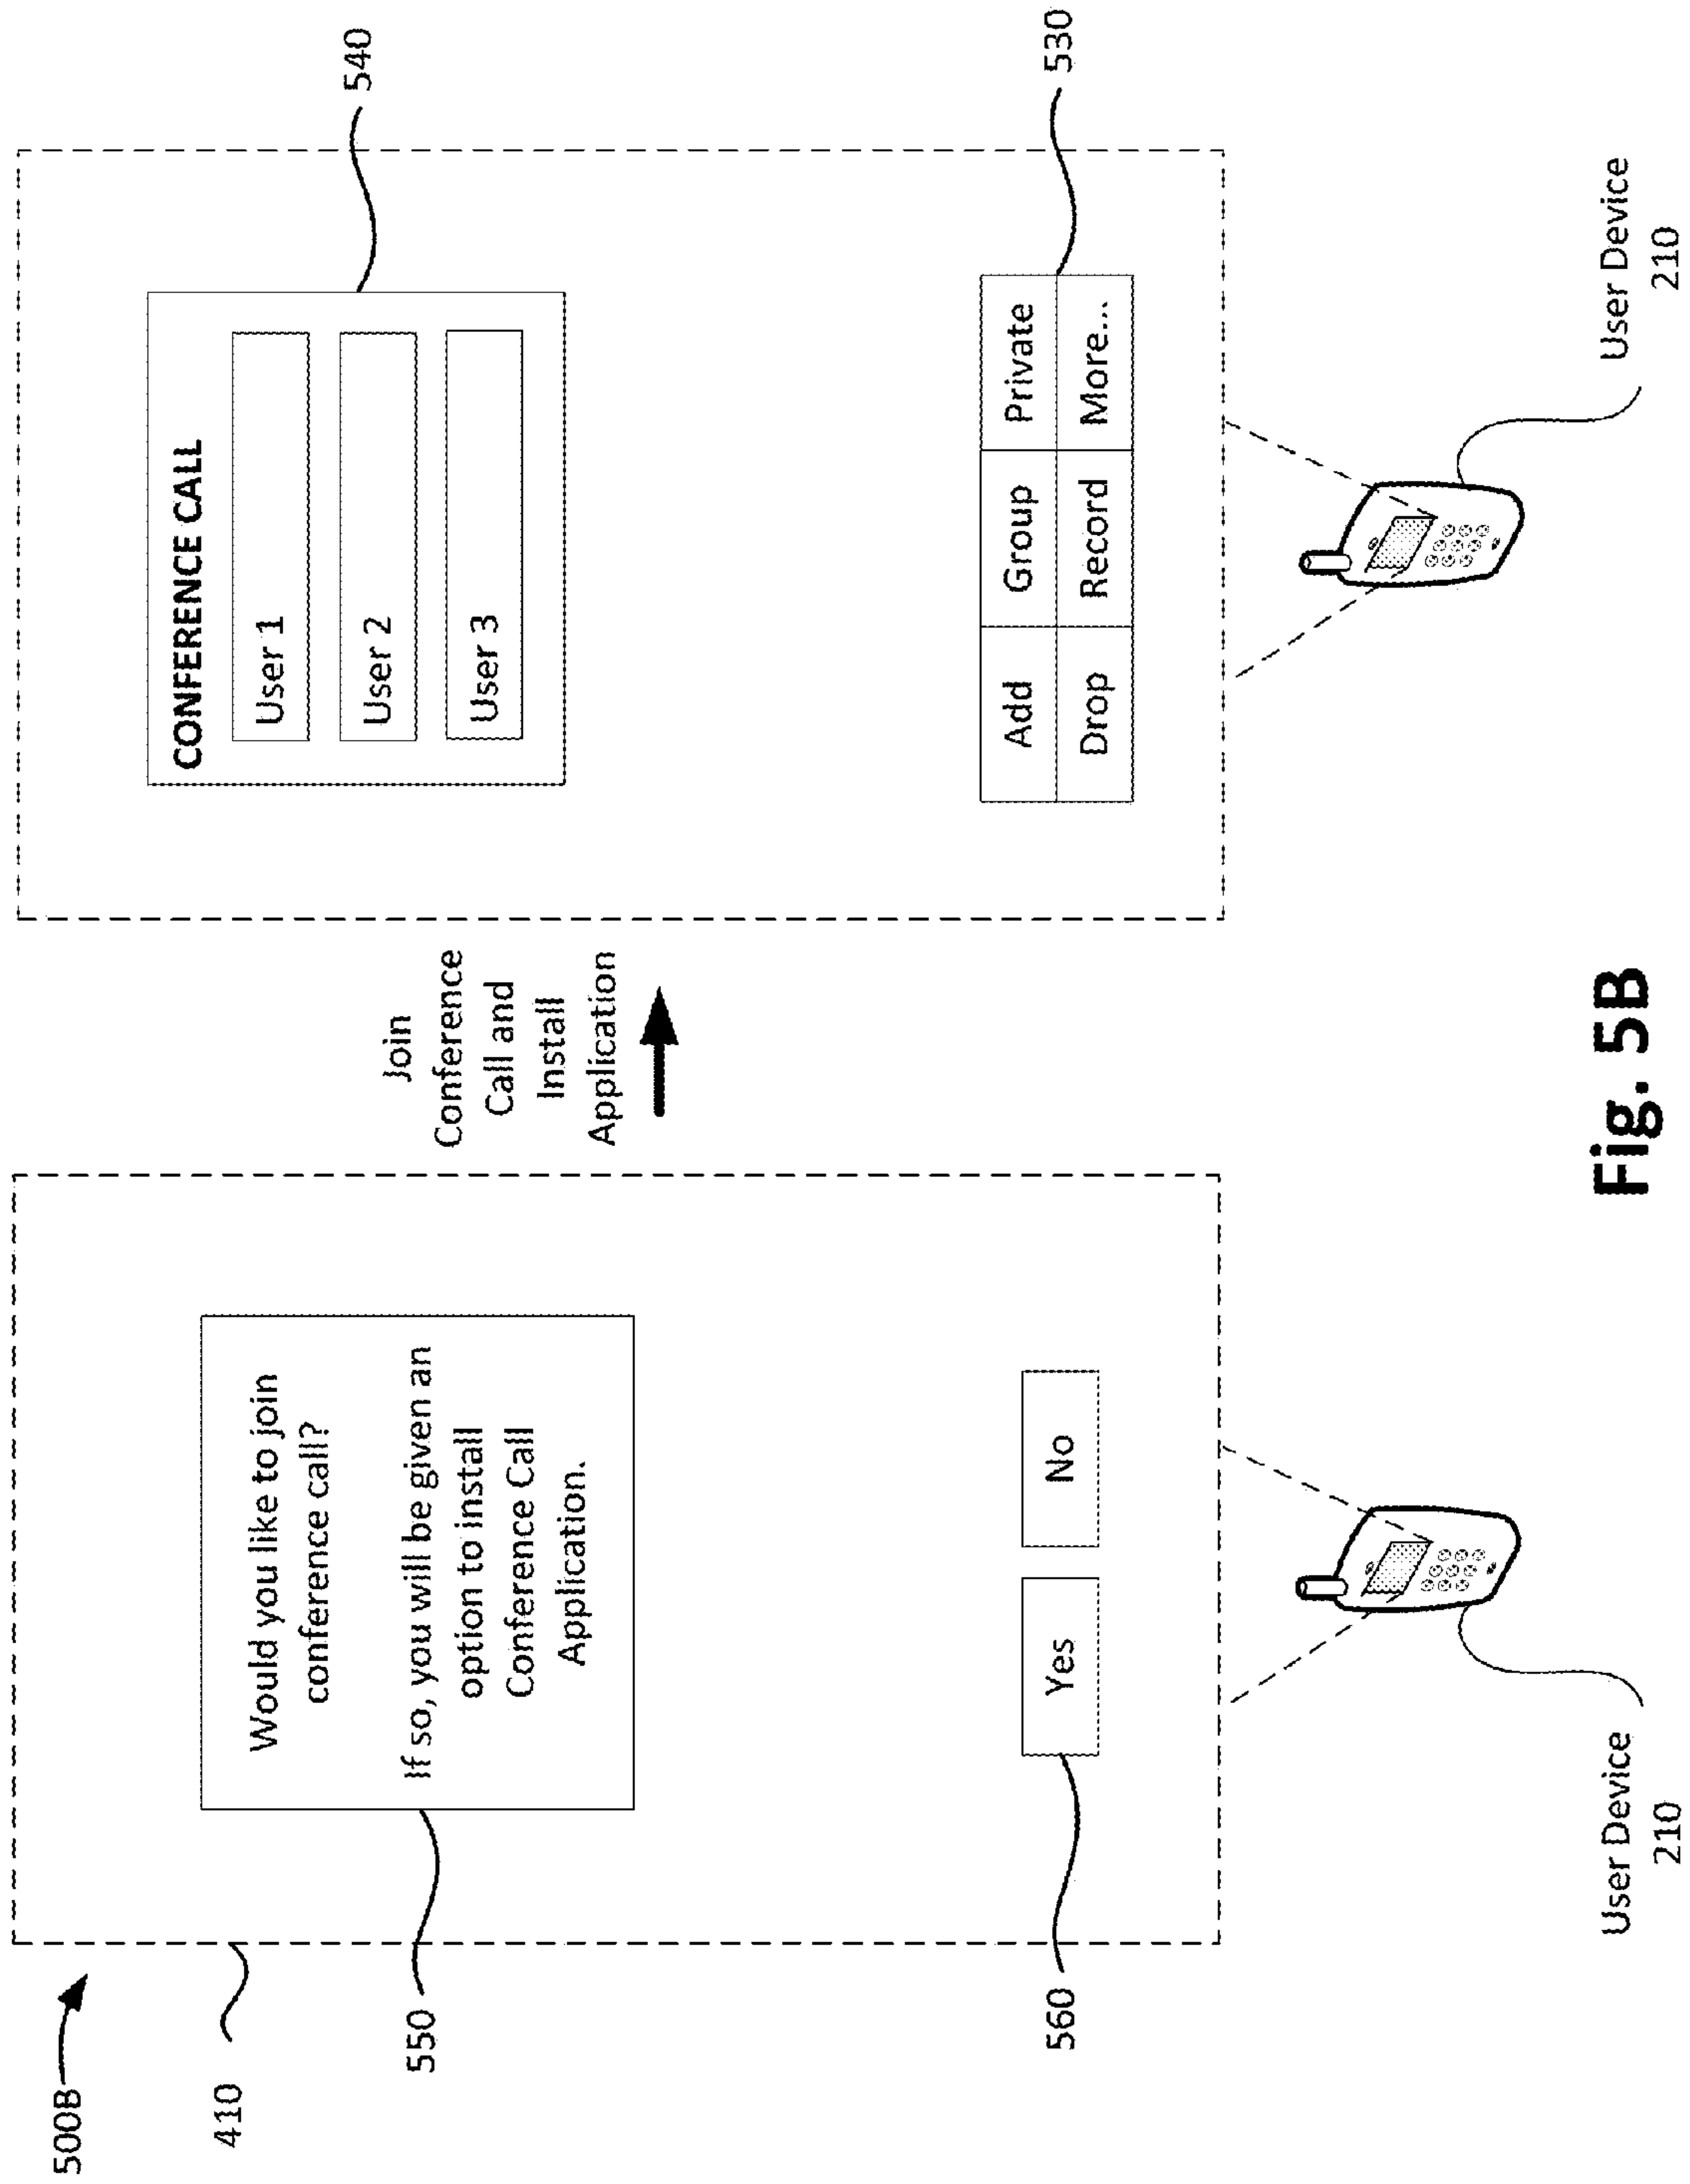 500B
410
550
Would you like to join
conference call?
If so, you will be given an
option to install
Conference Call
Application.
560
Yes
No
User Device
210
Join
Conference
Call and
Install
Application
540
CONFERENCE CALL
User 1
User 2
User 3
530
Add
Group
Private
Drop
Record
More...
User Device
210
Fig. 5B